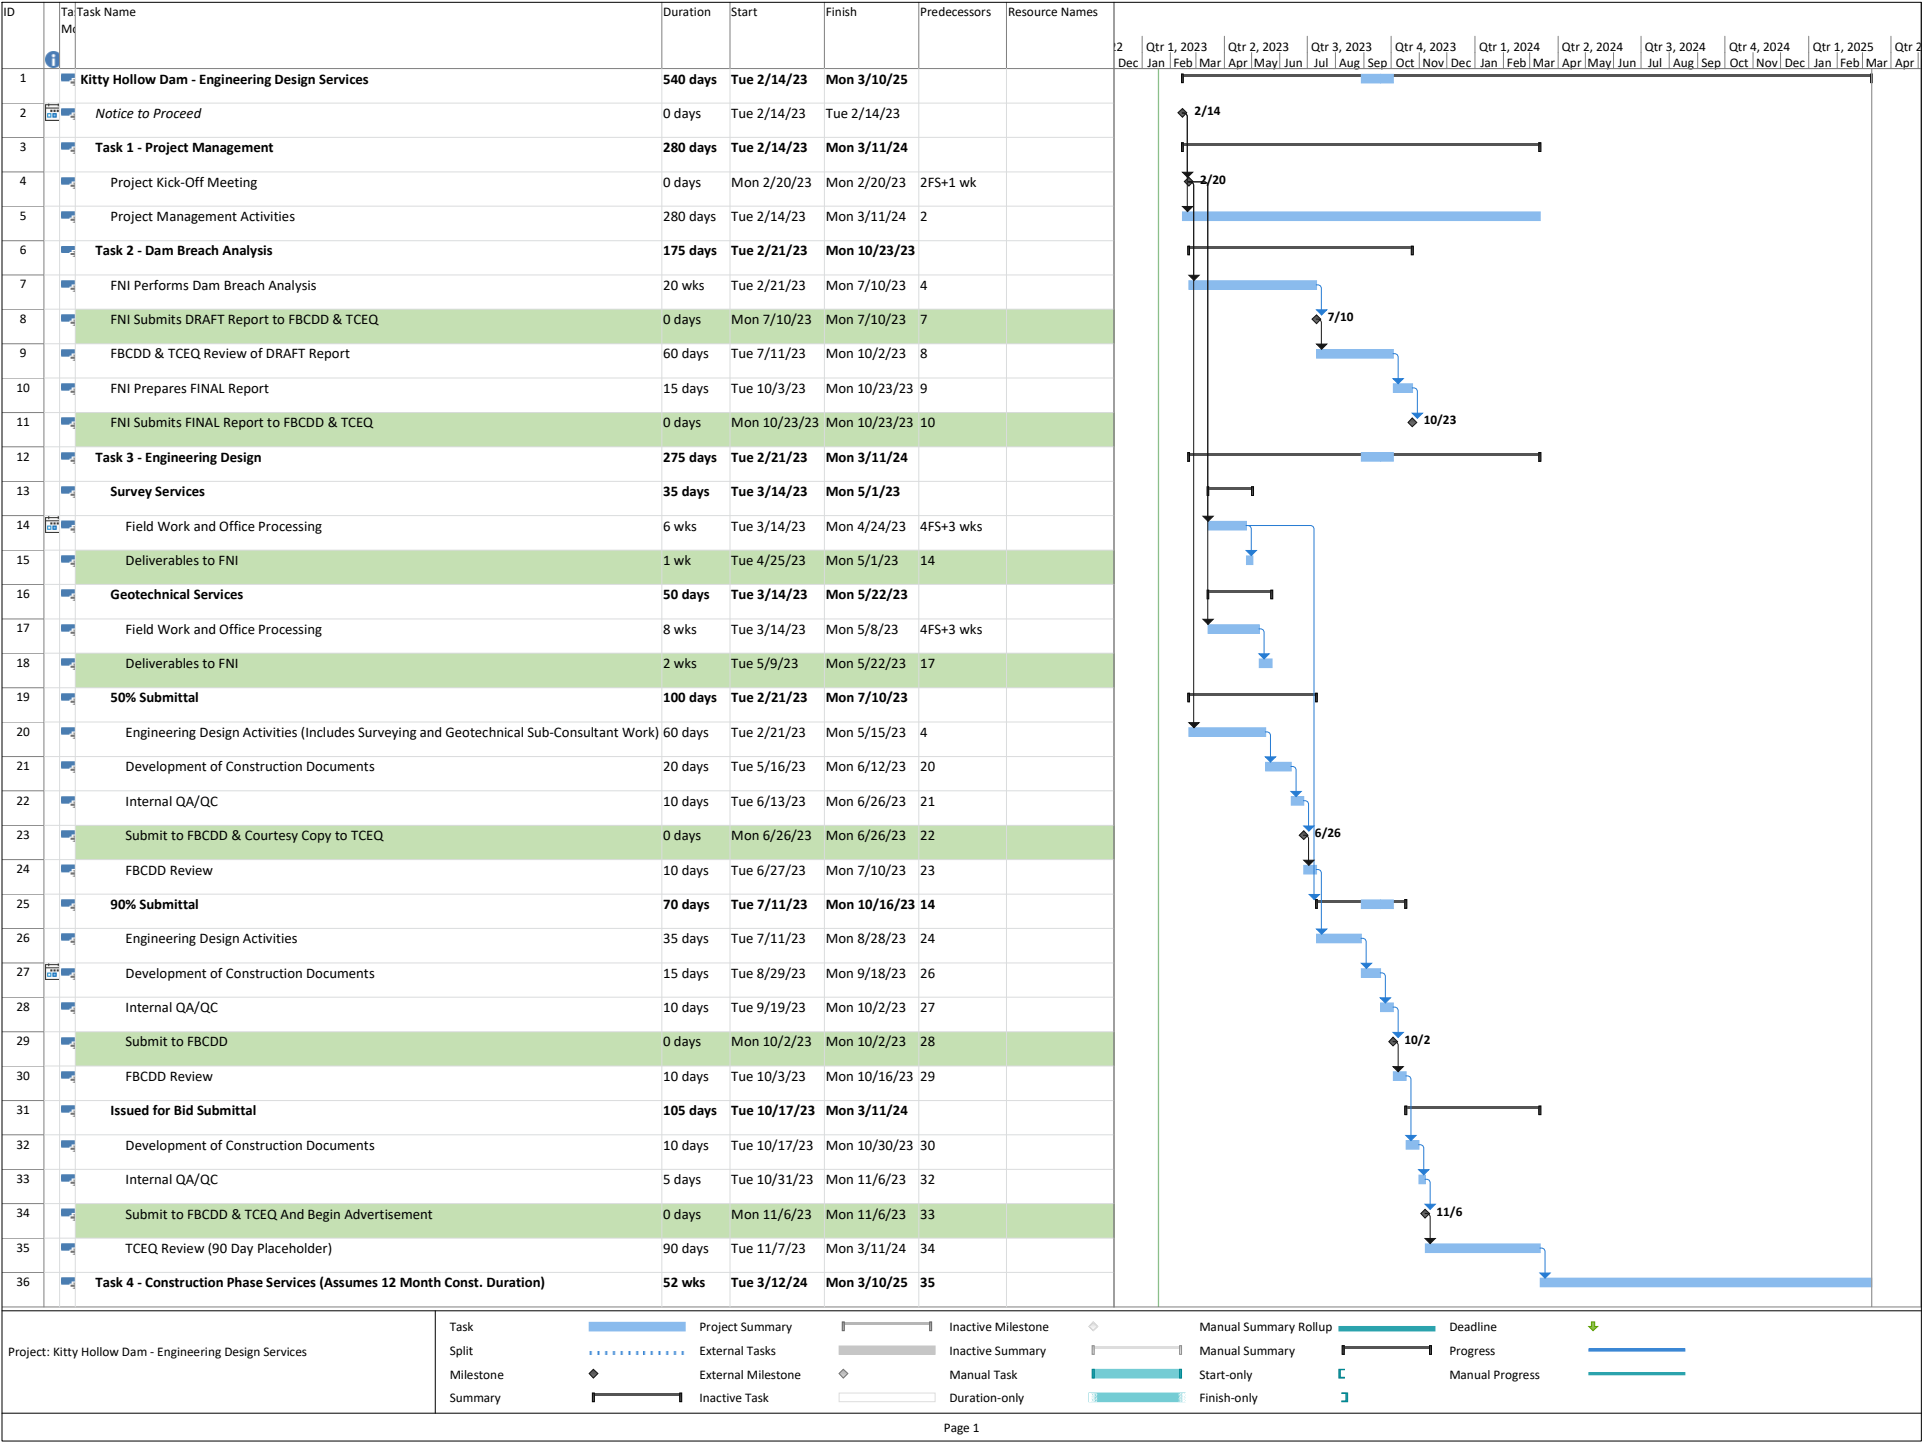 ID Ta Mo Task Name Duration Start Finish Predecessors Resource Names
22 Qtr 1, 2023 Qtr 2, 2023 Qtr 3, 2023 Qtr 4, 2023 Qtr 1, 2024 Qtr 2, 2024 Qtr 3, 2024 Qtr 4, 2024 Qtr 1, 2025 Qtr 2
Dec Jan Feb Mar Apr May Jun Jul Aug Sep Oct Nov Dec Jan Feb Mar Apr May Jun Jul Aug Sep Oct Nov Dec Jan Feb Mar Apr
1 Kitty Hollow Dam - Engineering Design Services 540 days Tue 2/14/23 Mon 3/10/25
2 Notice to Proceed 0 days Tue 2/14/23 Tue 2/14/23 2/14
3 Task 1 - Project Management 280 days Tue 2/14/23 Mon 3/11/24
4 Project Kick-Off Meeting 0 days Mon 2/20/23 Mon 2/20/23 2FS+1 wk 2/20
5 Project Management Activities 280 days Tue 2/14/23 Mon 3/11/24 2
6 Task 2 - Dam Breach Analysis 175 days Tue 2/21/23 Mon 10/23/23
7 FNI Performs Dam Breach Analysis 20 wks Tue 2/21/23 Mon 7/10/23 4
8 FNI Submits DRAFT Report to FBCDD & TCEQ 0 days Mon 7/10/23 Mon 7/10/23 7 7/10
9 FBCDD & TCEQ Review of DRAFT Report 60 days Tue 7/11/23 Mon 10/2/23 8
10 FNI Prepares FINAL Report 15 days Tue 10/3/23 Mon 10/23/23 9
11 FNI Submits FINAL Report to FBCDD & TCEQ 0 days Mon 10/23/23 Mon 10/23/23 10 10/23
12 Task 3 - Engineering Design 275 days Tue 2/21/23 Mon 3/11/24
13 Survey Services 35 days Tue 3/14/23 Mon 5/1/23
14 Field Work and Office Processing 6 wks Tue 3/14/23 Mon 4/24/23 4FS+3 wks
15 Deliverables to FNI 1 wk Tue 4/25/23 Mon 5/1/23 14
16 Geotechnical Services 50 days Tue 3/14/23 Mon 5/22/23
17 Field Work and Office Processing 8 wks Tue 3/14/23 Mon 5/8/23 4FS+3 wks
18 Deliverables to FNI 2 wks Tue 5/9/23 Mon 5/22/23 17
19 50% Submittal 100 days Tue 2/21/23 Mon 7/10/23
20 Engineering Design Activities (Includes Surveying and Geotechnical Sub-Consultant Work) 60 days Tue 2/21/23 Mon 5/15/23 4
21 Development of Construction Documents 20 days Tue 5/16/23 Mon 6/12/23 20
22 Internal QA/QC 10 days Tue 6/13/23 Mon 6/26/23 21
23 Submit to FBCDD & Courtesy Copy to TCEQ 0 days Mon 6/26/23 Mon 6/26/23 22 6/26
24 FBCDD Review 10 days Tue 6/27/23 Mon 7/10/23 23
25 90% Submittal 70 days Tue 7/11/23 Mon 10/16/23 14
26 Engineering Design Activities 35 days Tue 7/11/23 Mon 8/28/23 24
27 Development of Construction Documents 15 days Tue 8/29/23 Mon 9/18/23 26
28 Internal QA/QC 10 days Tue 9/19/23 Mon 10/2/23 27
29 Submit to FBCDD 0 days Mon 10/2/23 Mon 10/2/23 28 10/2
30 FBCDD Review 10 days Tue 10/3/23 Mon 10/16/23 29
31 Issued for Bid Submittal 105 days Tue 10/17/23 Mon 3/11/24
32 Development of Construction Documents 10 days Tue 10/17/23 Mon 10/30/23 30
33 Internal QA/QC 5 days Tue 10/31/23 Mon 11/6/23 32
34 Submit to FBCDD & TCEQ And Begin Advertisement 0 days Mon 11/6/23 Mon 11/6/23 33 11/6
35 TCEQ Review (90 Day Placeholder) 90 days Tue 11/7/23 Mon 3/11/24 34
36 Task 4 - Construction Phase Services (Assumes 12 Month Const. Duration) 52 wks Tue 3/12/24 Mon 3/10/25 35
Project: Kitty Hollow Dam - Engineering Design Services
Task Project Summary Inactive Milestone Manual Summary Rollup Deadline
Split External Tasks Inactive Summary Manual Summary Progress
Milestone External Milestone Manual Task Start-only Manual Progress
Summary Inactive Task Duration-only Finish-only
Page 1